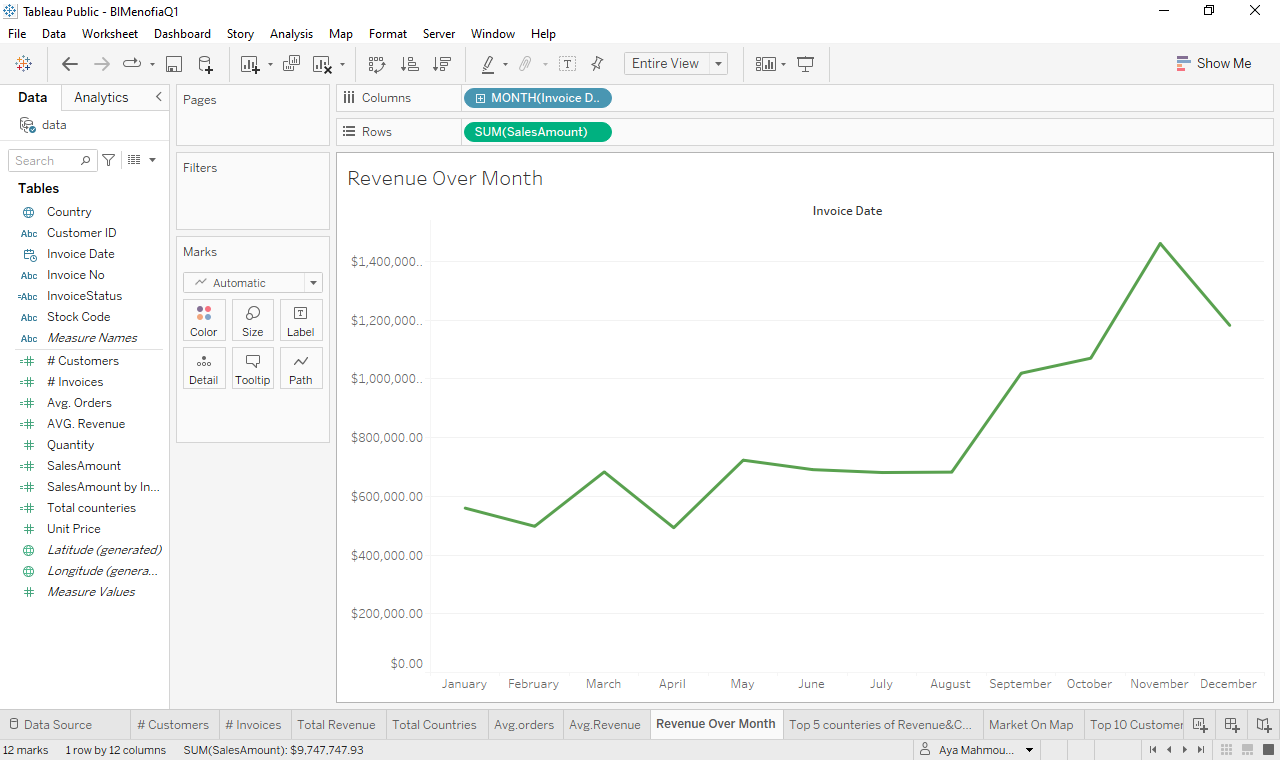 Tableau Public - BIMenofiaQ1
File Data Worksheet Dashboard Story Analysis Map Format Server Window Help
Entire View
Show Me
Data Analytics
data
Search
Tables
Country
Abc Customer ID
Invoice Date
Abc Invoice No
=Abc InvoiceStatus
Abc Stock Code
Abc Measure Names
=# # Customers
=# # Invoices
=# Avg. Orders
=# AVG. Revenue
# Quantity
=# SalesAmount
=# SalesAmount by In...
=# Total counteries
# Unit Price
Latitude (generated)
Longitude (genera...
# Measure Values
Pages
Filters
Marks
Automatic
Color Size Label
Detail Tooltip Path
Columns MONTH(Invoice D..
Rows SUM(SalesAmount)
Revenue Over Month
Invoice Date
$1,400,000..
$1,200,000..
$1,000,000..
$800,000.00
$600,000.00
$400,000.00
$200,000.00
$0.00
January February March April May June July August September October November December
Data Source # Customers # Invoices Total Revenue Total Countries Avg.orders Avg.Revenue Revenue Over Month Top 5 counteries of Revenue&C... Market On Map Top 10 Customer
12 marks 1 row by 12 columns SUM(SalesAmount): $9,747,747.93 Aya Mahmou...